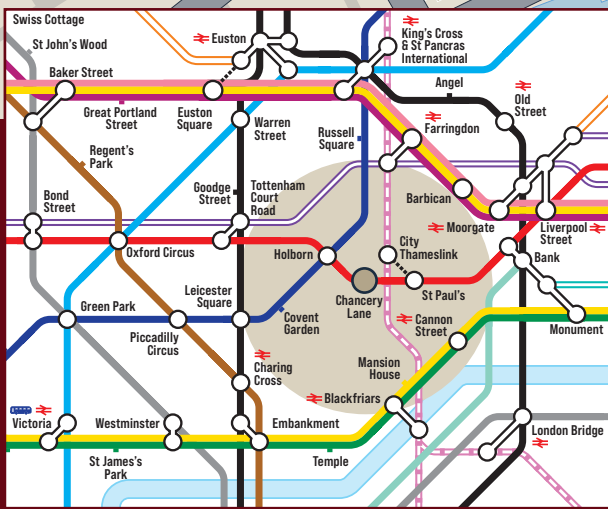 Swiss Cottage
St John's Wood
Baker Street
Great Portland
Street
Euston
Euston
Square
King's Cross
& St Pancras
International
Angel
Old
Street
Warren
Street
Russell
Square
Farringdon
Regent's
Park
Goodge
Street
Tottenham
Court
Road
Barbican
Moorgate
Liverpool
Street
Bond
Street
Oxford Circus
Holborn
City
Thameslink
Bank
Chancery
Lane
St Paul's
Leicester
Square
Green Park
Piccadilly
Circus
Covent
Garden
Cannon
Street
Monument
Mansion
House
Charing
Cross
Blackfriars
Victoria
Westminster
Embankment
London Bridge
St James's
Park
Temple